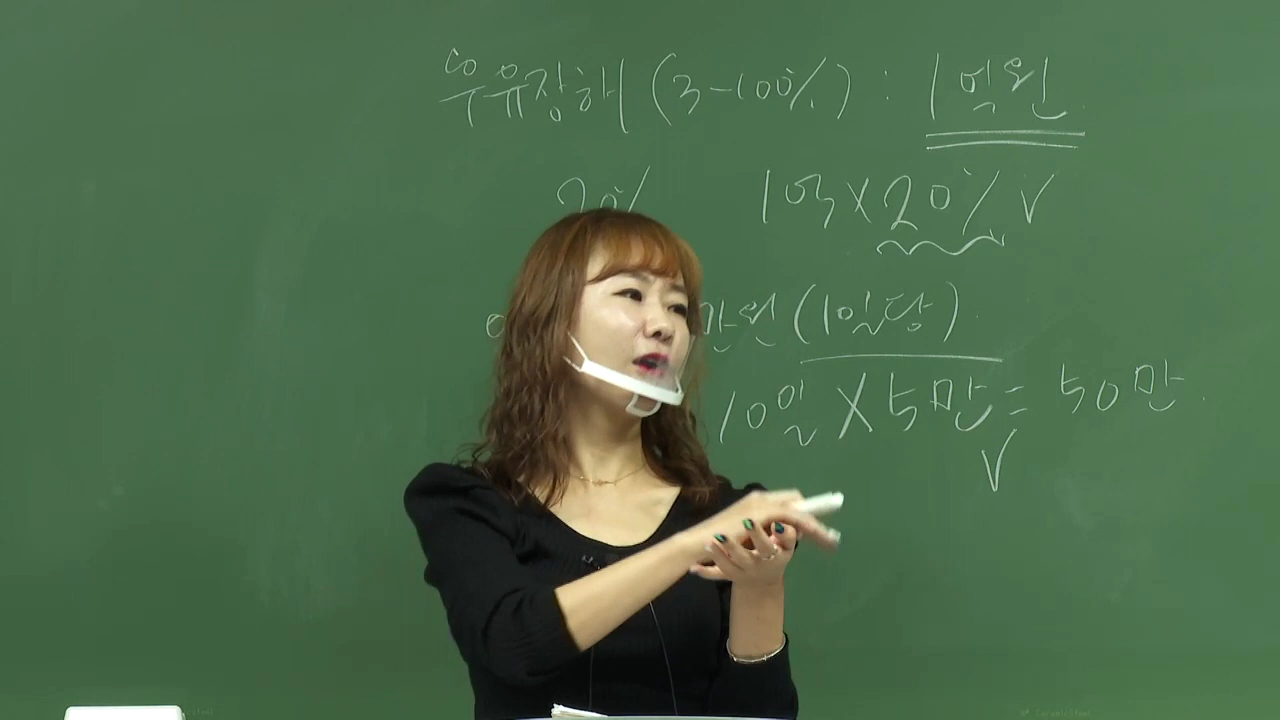 우유장해 (3-100%) : 1억원
20% 1억×20% √
만원 (1일당)
10일 × 5만 = 50만
√